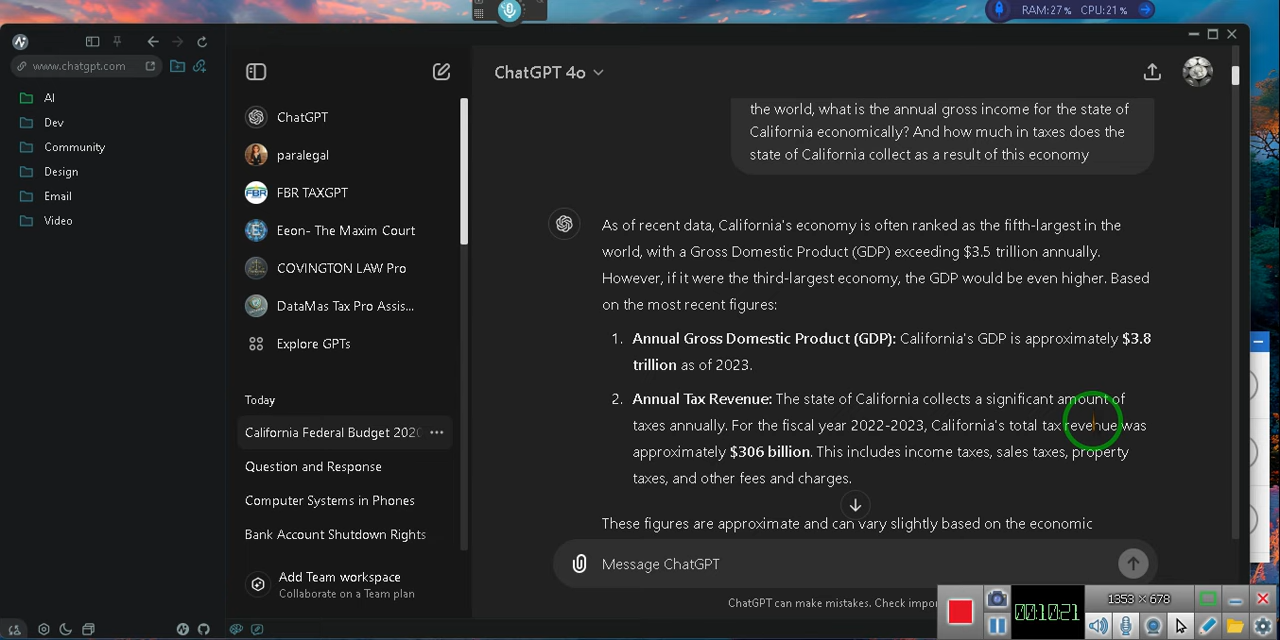 RAM:27% CPU:21%
www.chatgpt.com
AI
Dev
Community
Design
Email
Video
ChatGPT
paralegal
FBR TAXGPT
Eeon- The Maxim Court
COVINGTON LAW Pro
DataMas Tax Pro Assis...
Explore GPTs
Today
California Federal Budget 202
Question and Response
Computer Systems in Phones
Bank Account Shutdown Rights
Add Team workspace
Collaborate on a Team plan
ChatGPT 4o
the world, what is the annual gross income for the state of
California economically? And how much in taxes does the
state of California collect as a result of this economy
As of recent data, California's economy is often ranked as the fifth-largest in the
world, with a Gross Domestic Product (GDP) exceeding $3.5 trillion annually.
However, if it were the third-largest economy, the GDP would be even higher. Based
on the most recent figures:
1. Annual Gross Domestic Product (GDP): California's GDP is approximately $3.8
trillion as of 2023.
2. Annual Tax Revenue: The state of California collects a significant amount of
taxes annually. For the fiscal year 2022-2023, California's total tax revenue was
approximately $306 billion. This includes income taxes, sales taxes, property
taxes, and other fees and charges.
These figures are approximate and can vary slightly based on the economic
Message ChatGPT
ChatGPT can make mistakes. Check impor
FBR
00:10:21
1353 × 678